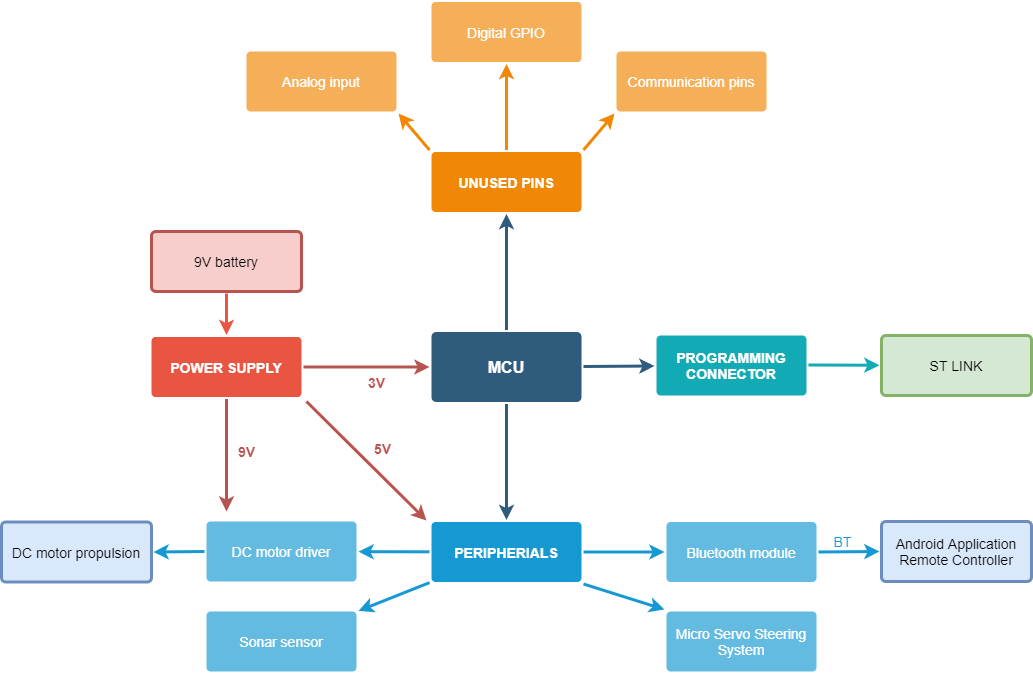 Digital GPIO
Analog input
Communication pins
UNUSED PINS
9V battery
POWER SUPPLY
3V
MCU
PROGRAMMING
CONNECTOR
ST LINK
9V
5V
DC motor propulsion
DC motor driver
PERIPHERIALS
Bluetooth module
BT
Android Application
Remote Controller
Sonar sensor
Micro Servo Steering
System